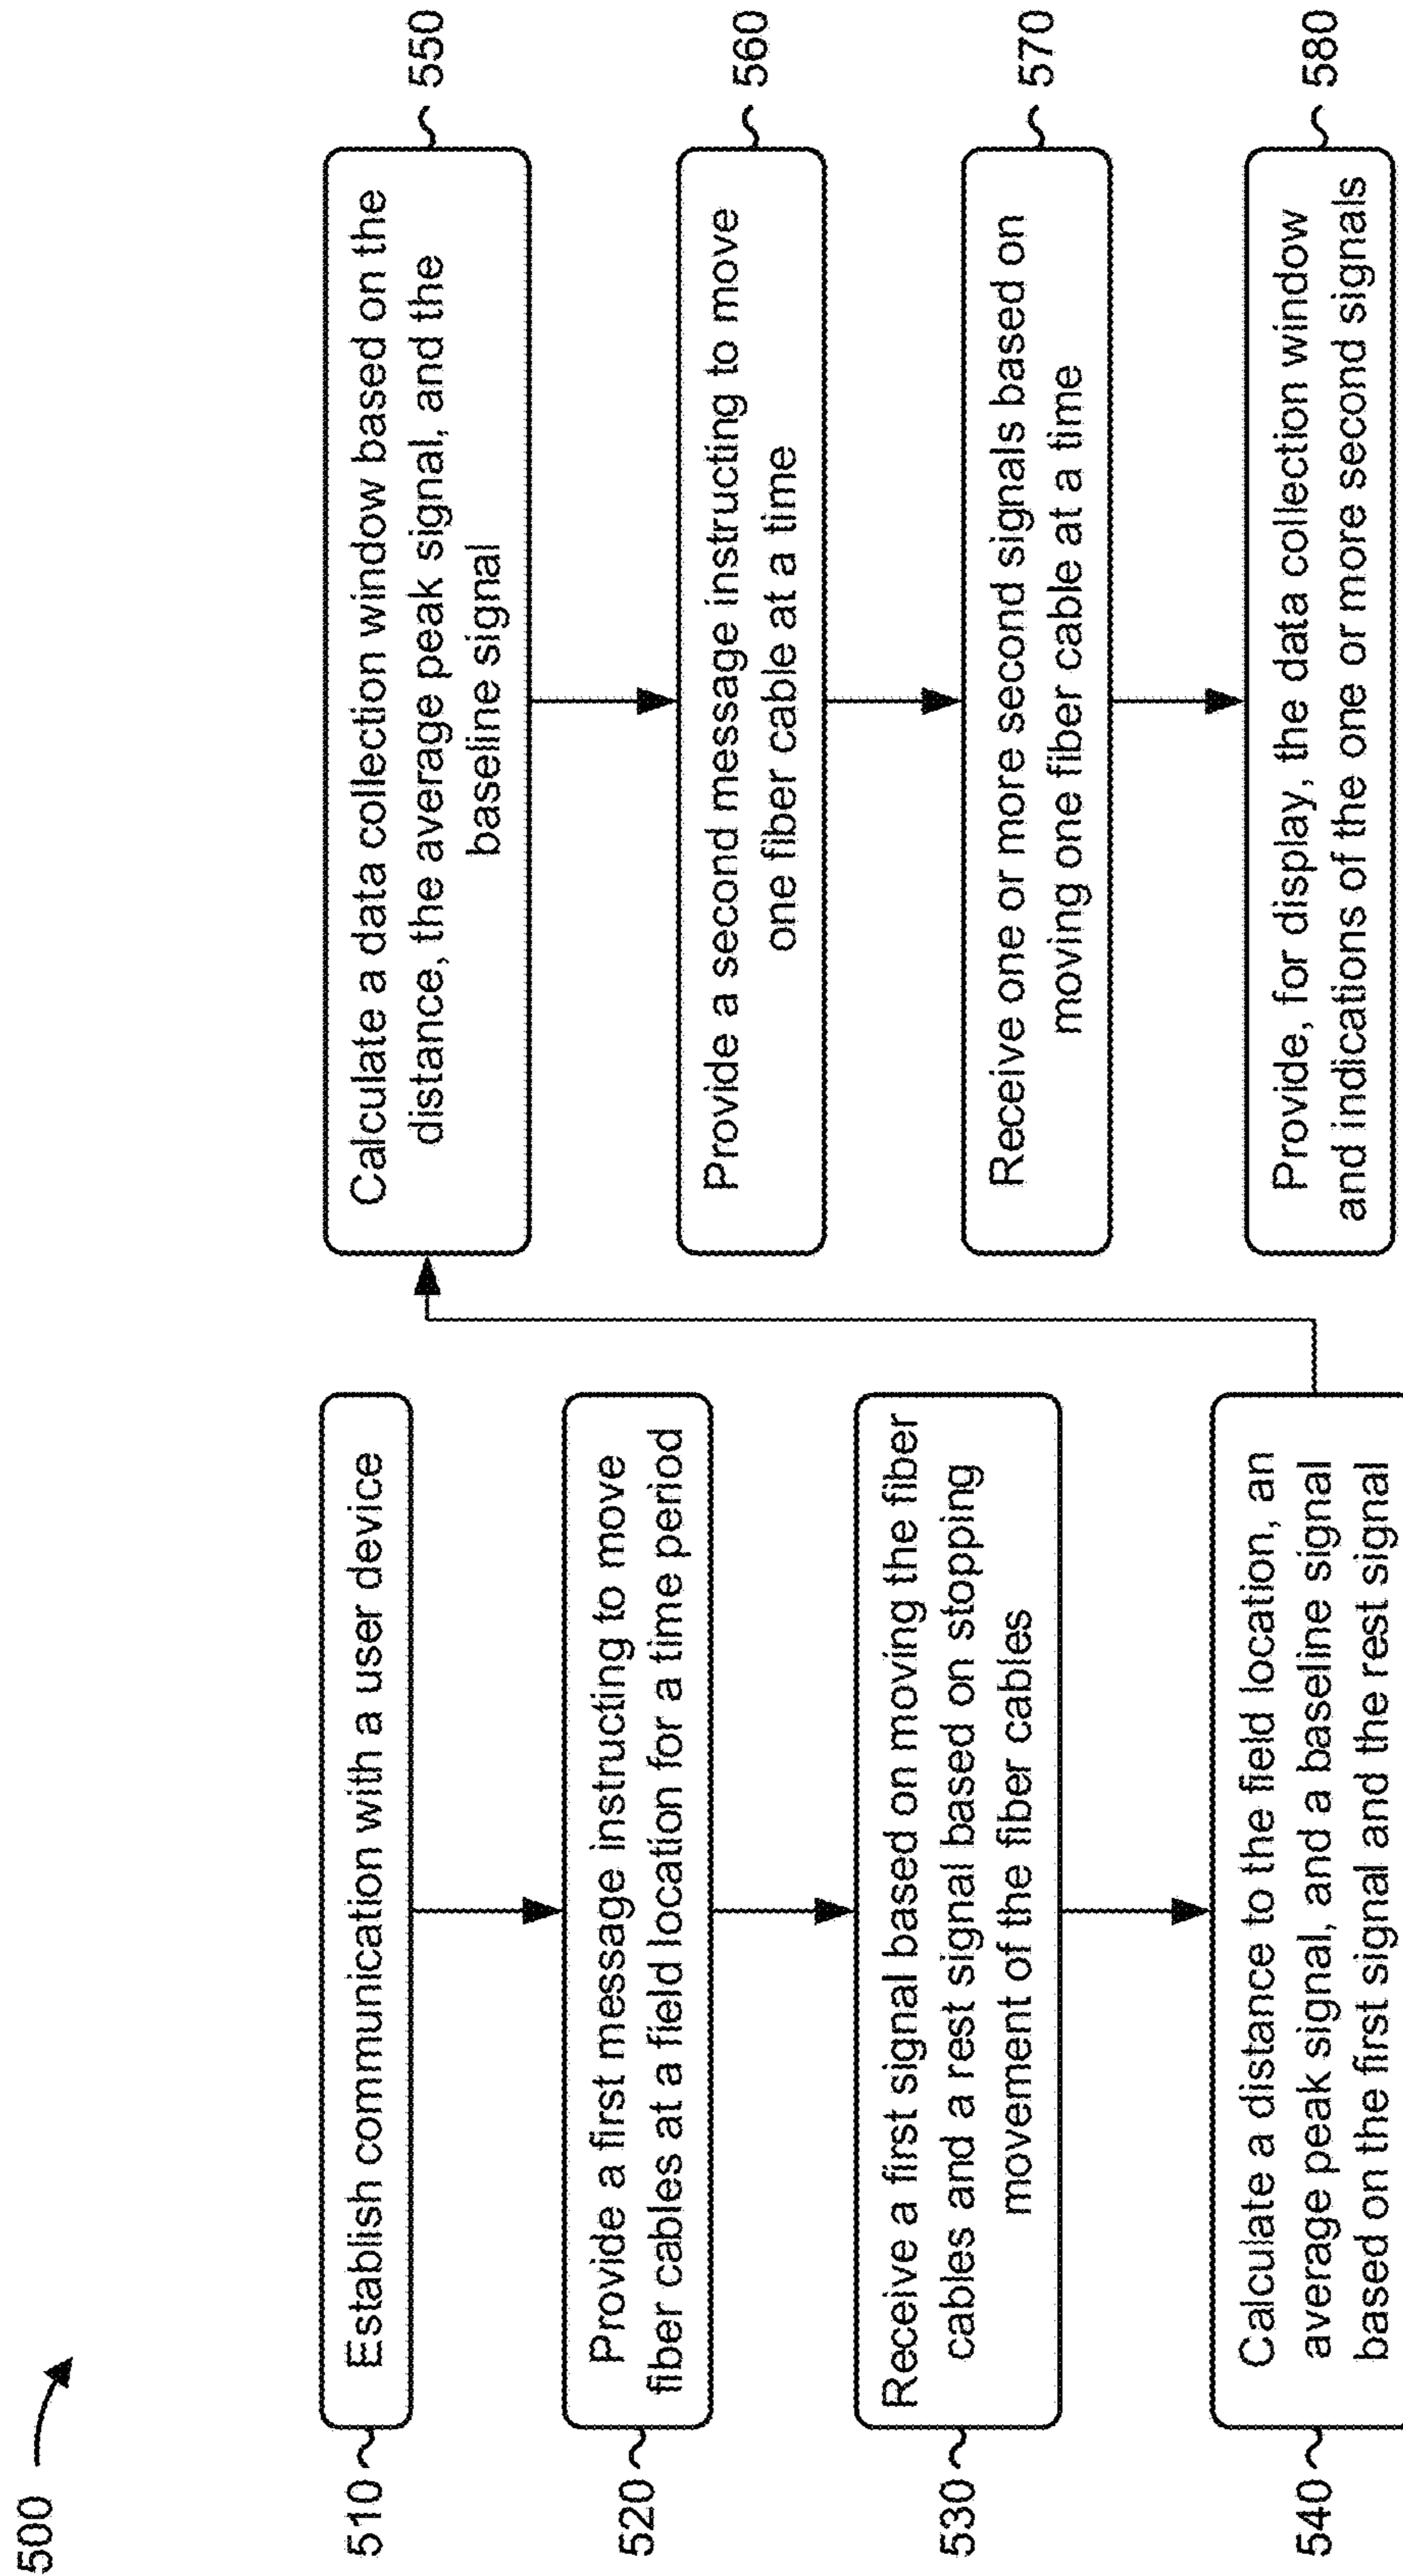 500
510
Establish communication with a user device
520
Provide a first message instructing to move
fiber cables at a field location for a time period
530
Receive a first signal based on moving the fiber
cables and a rest signal based on stopping
movement of the fiber cables
540
Calculate a distance to the field location, an
average peak signal, and a baseline signal
based on the first signal and the rest signal
Calculate a data collection window based on the
distance, the average peak signal, and the
baseline signal
550
Provide a second message instructing to move
one fiber cable at a time
560
Receive one or more second signals based on
moving one fiber cable at a time
570
Provide, for display, the data collection window
and indications of the one or more second signals
580